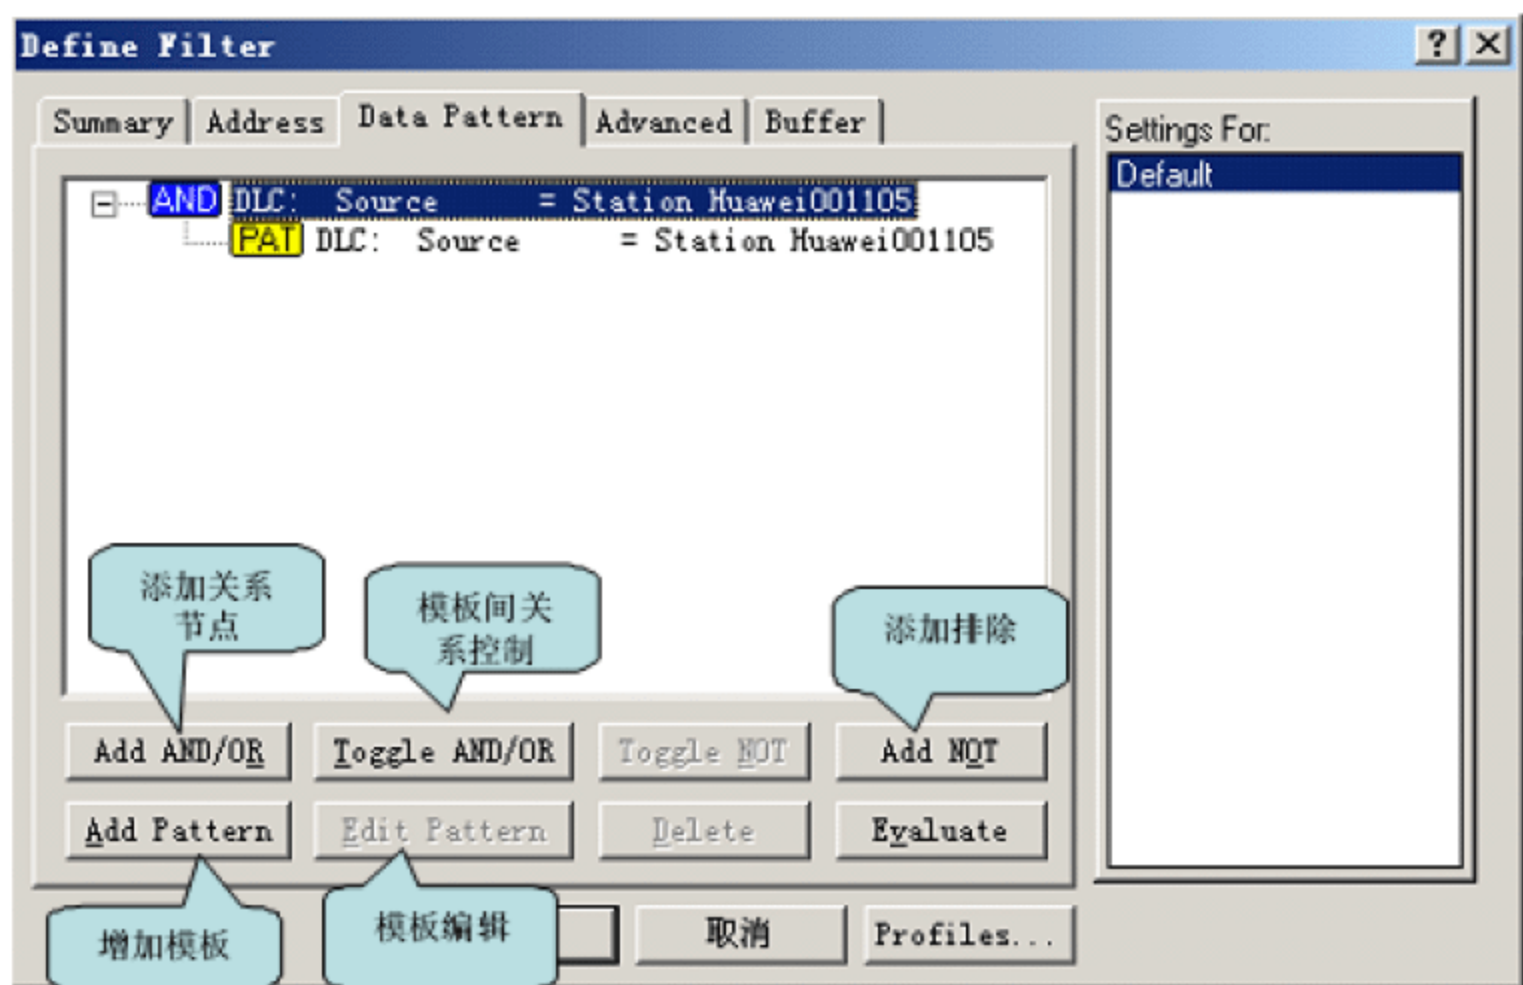 Define Filter
Summary Address Data Pattern Advanced Buffer
Settings For:
Default
AND DLC: Source = Station Huawei001105
PAT DLC: Source = Station Huawei001105
添加关系
节点
模板间关
系控制
添加排除
Add AND/OR Toggle AND/OR Toggle NOT Add NOT
Add Pattern Edit Pattern Delete Evaluate
增加模板
模板编辑
取消 Profiles...